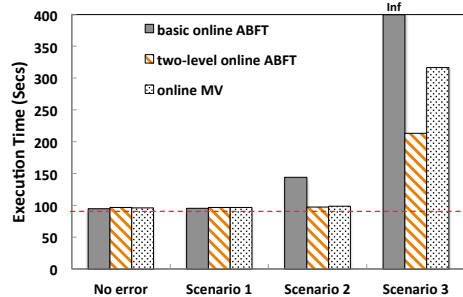 Inf
400
350
300
250
200
150
100
50
0
Execution Time (Secs)
basic online ABFT
two-level online ABFT
online MV
No error
Scenario 1
Scenario 2
Scenario 3